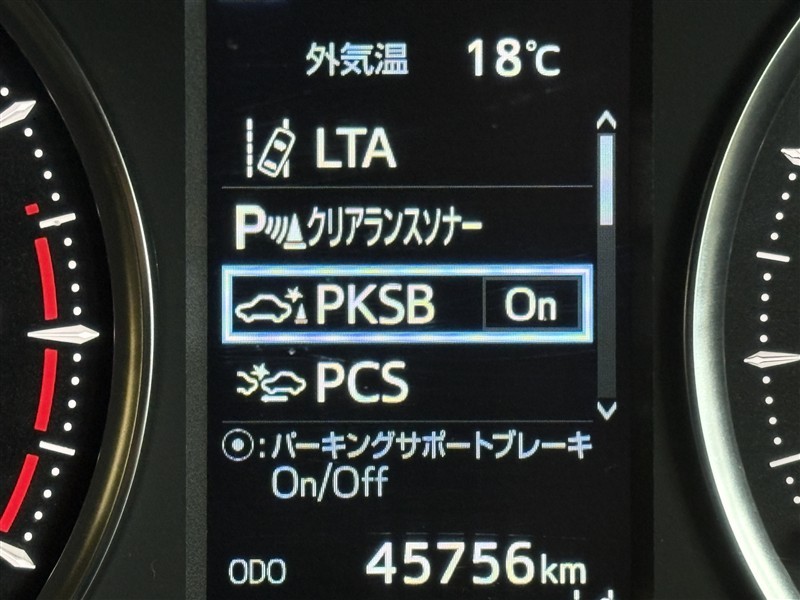 外気温 18℃
LTA
P クリアランスソナー
PKSB On
PCS
⦿:パーキングサポートブレーキ
On/Off
ODO 45756km